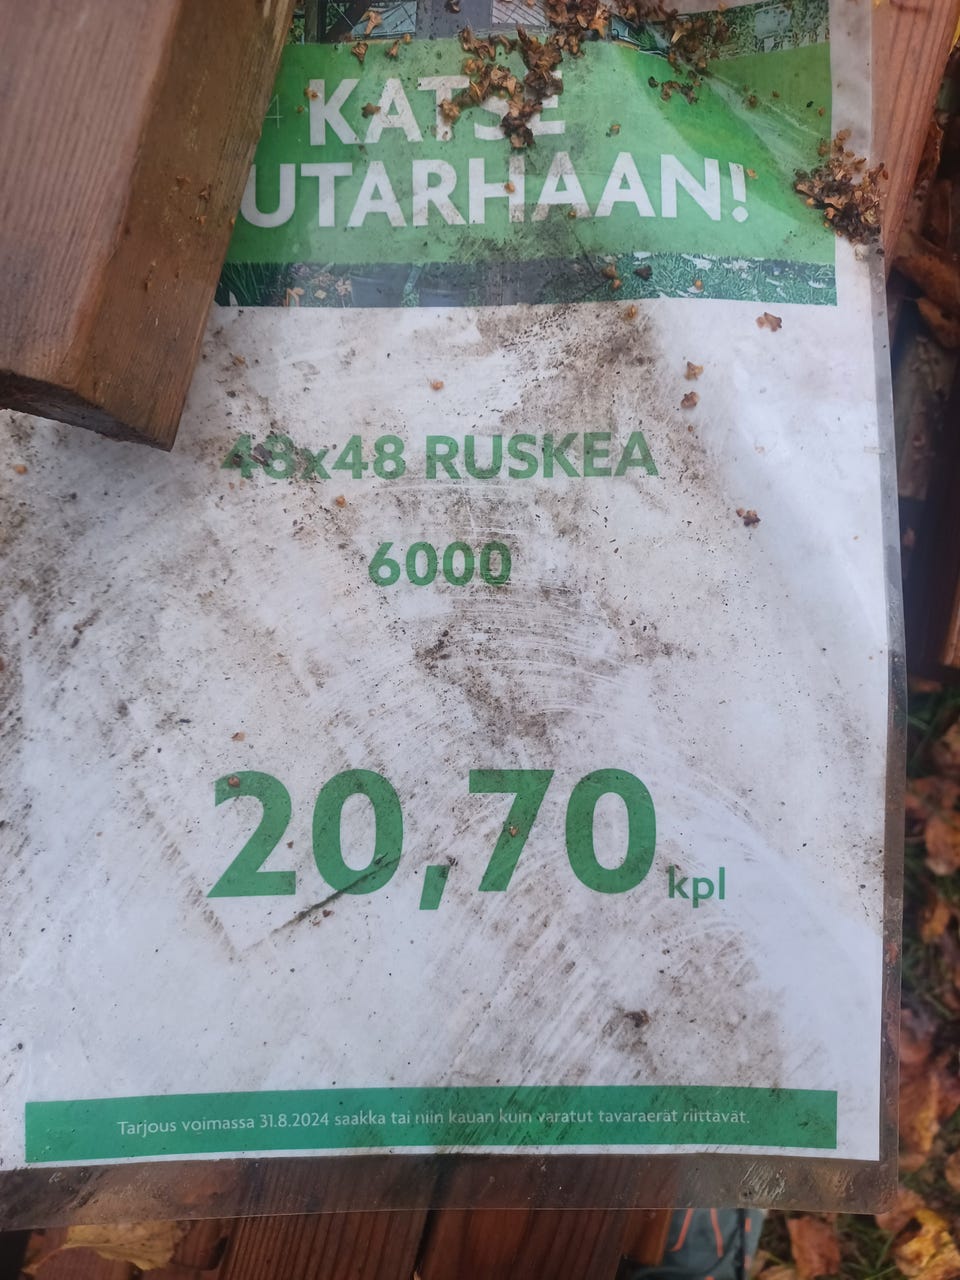 KATSE
UTARHAAN!
48x48 RUSKEA
6000
20,70 kpl
Tarjous voimassa 31.8.2024 saakka tai niin kauan kuin varatut tavaraerät riittävät.